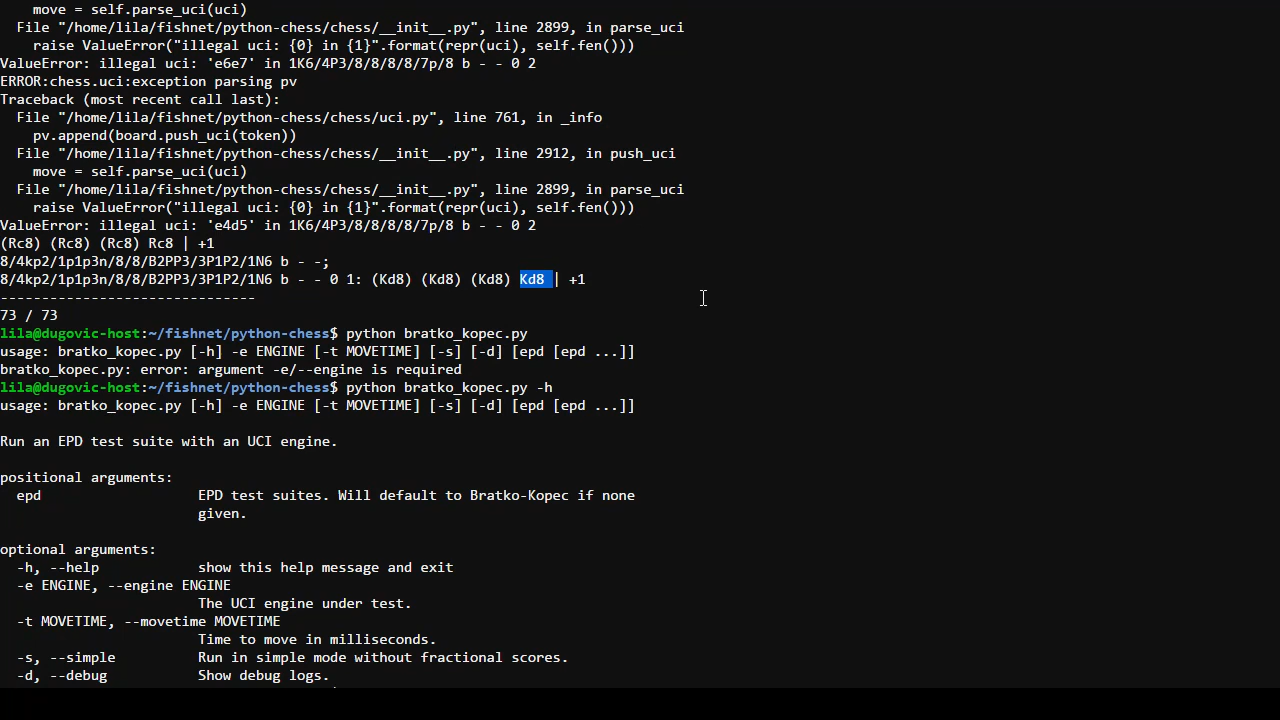 move = self.parse_uci(uci)
  File "/home/lila/fishnet/python-chess/chess/__init__.py", line 2899, in parse_uci
    raise ValueError("illegal uci: {0} in {1}".format(repr(uci), self.fen()))
ValueError: illegal uci: 'e6e7' in 1K6/4P3/8/8/8/8/7p/8 b - - 0 2
ERROR:chess.uci:exception parsing pv
Traceback (most recent call last):
  File "/home/lila/fishnet/python-chess/chess/uci.py", line 761, in _info
    pv.append(board.push_uci(token))
  File "/home/lila/fishnet/python-chess/chess/__init__.py", line 2912, in push_uci
    move = self.parse_uci(uci)
  File "/home/lila/fishnet/python-chess/chess/__init__.py", line 2899, in parse_uci
    raise ValueError("illegal uci: {0} in {1}".format(repr(uci), self.fen()))
ValueError: illegal uci: 'e4d5' in 1K6/4P3/8/8/8/8/7p/8 b - - 0 2
(Rc8) (Rc8) (Rc8) Rc8 | +1
8/4kp2/1p1p3n/8/8/B2PP3/3P1P2/1N6 b - -;
8/4kp2/1p1p3n/8/8/B2PP3/3P1P2/1N6 b - - 0 1: (Kd8) (Kd8) (Kd8) Kd8 | +1
-------------------------------
73 / 73
lila@dugovic-host:~/fishnet/python-chess$ python bratko_kopec.py
usage: bratko_kopec.py [-h] -e ENGINE [-t MOVETIME] [-s] [-d] [epd [epd ...]]
bratko_kopec.py: error: argument -e/--engine is required
lila@dugovic-host:~/fishnet/python-chess$ python bratko_kopec.py -h
usage: bratko_kopec.py [-h] -e ENGINE [-t MOVETIME] [-s] [-d] [epd [epd ...]]

Run an EPD test suite with an UCI engine.

positional arguments:
  epd                   EPD test suites. Will default to Bratko-Kopec if none
                        given.

optional arguments:
  -h, --help            show this help message and exit
  -e ENGINE, --engine ENGINE
                        The UCI engine under test.
  -t MOVETIME, --movetime MOVETIME
                        Time to move in milliseconds.
  -s, --simple          Run in simple mode without fractional scores.
  -d, --debug           Show debug logs.